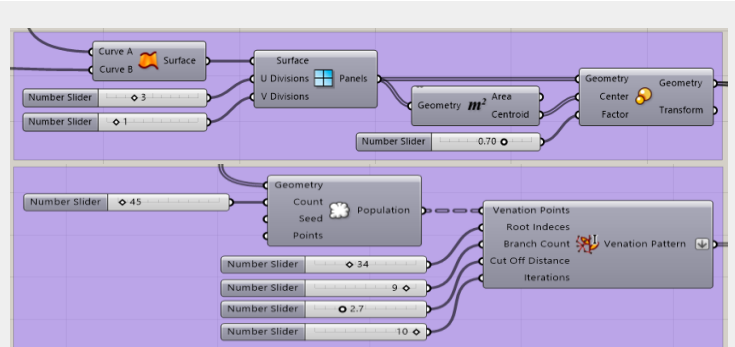 Curve A
Curve B
Surface
Number Slider 3
Number Slider 1
Surface
U Divisions
V Divisions
Panels
Geometry
m²
Area
Centroid
Number Slider 0.70
Geometry
Center
Factor
Geometry
Transform
Number Slider 45
Geometry
Count
Seed
Points
Population
Number Slider 34
Number Slider 9
Number Slider 2.7
Number Slider 10
Venation Points
Root Indeces
Branch Count
Cut Off Distance
Iterations
Venation Pattern